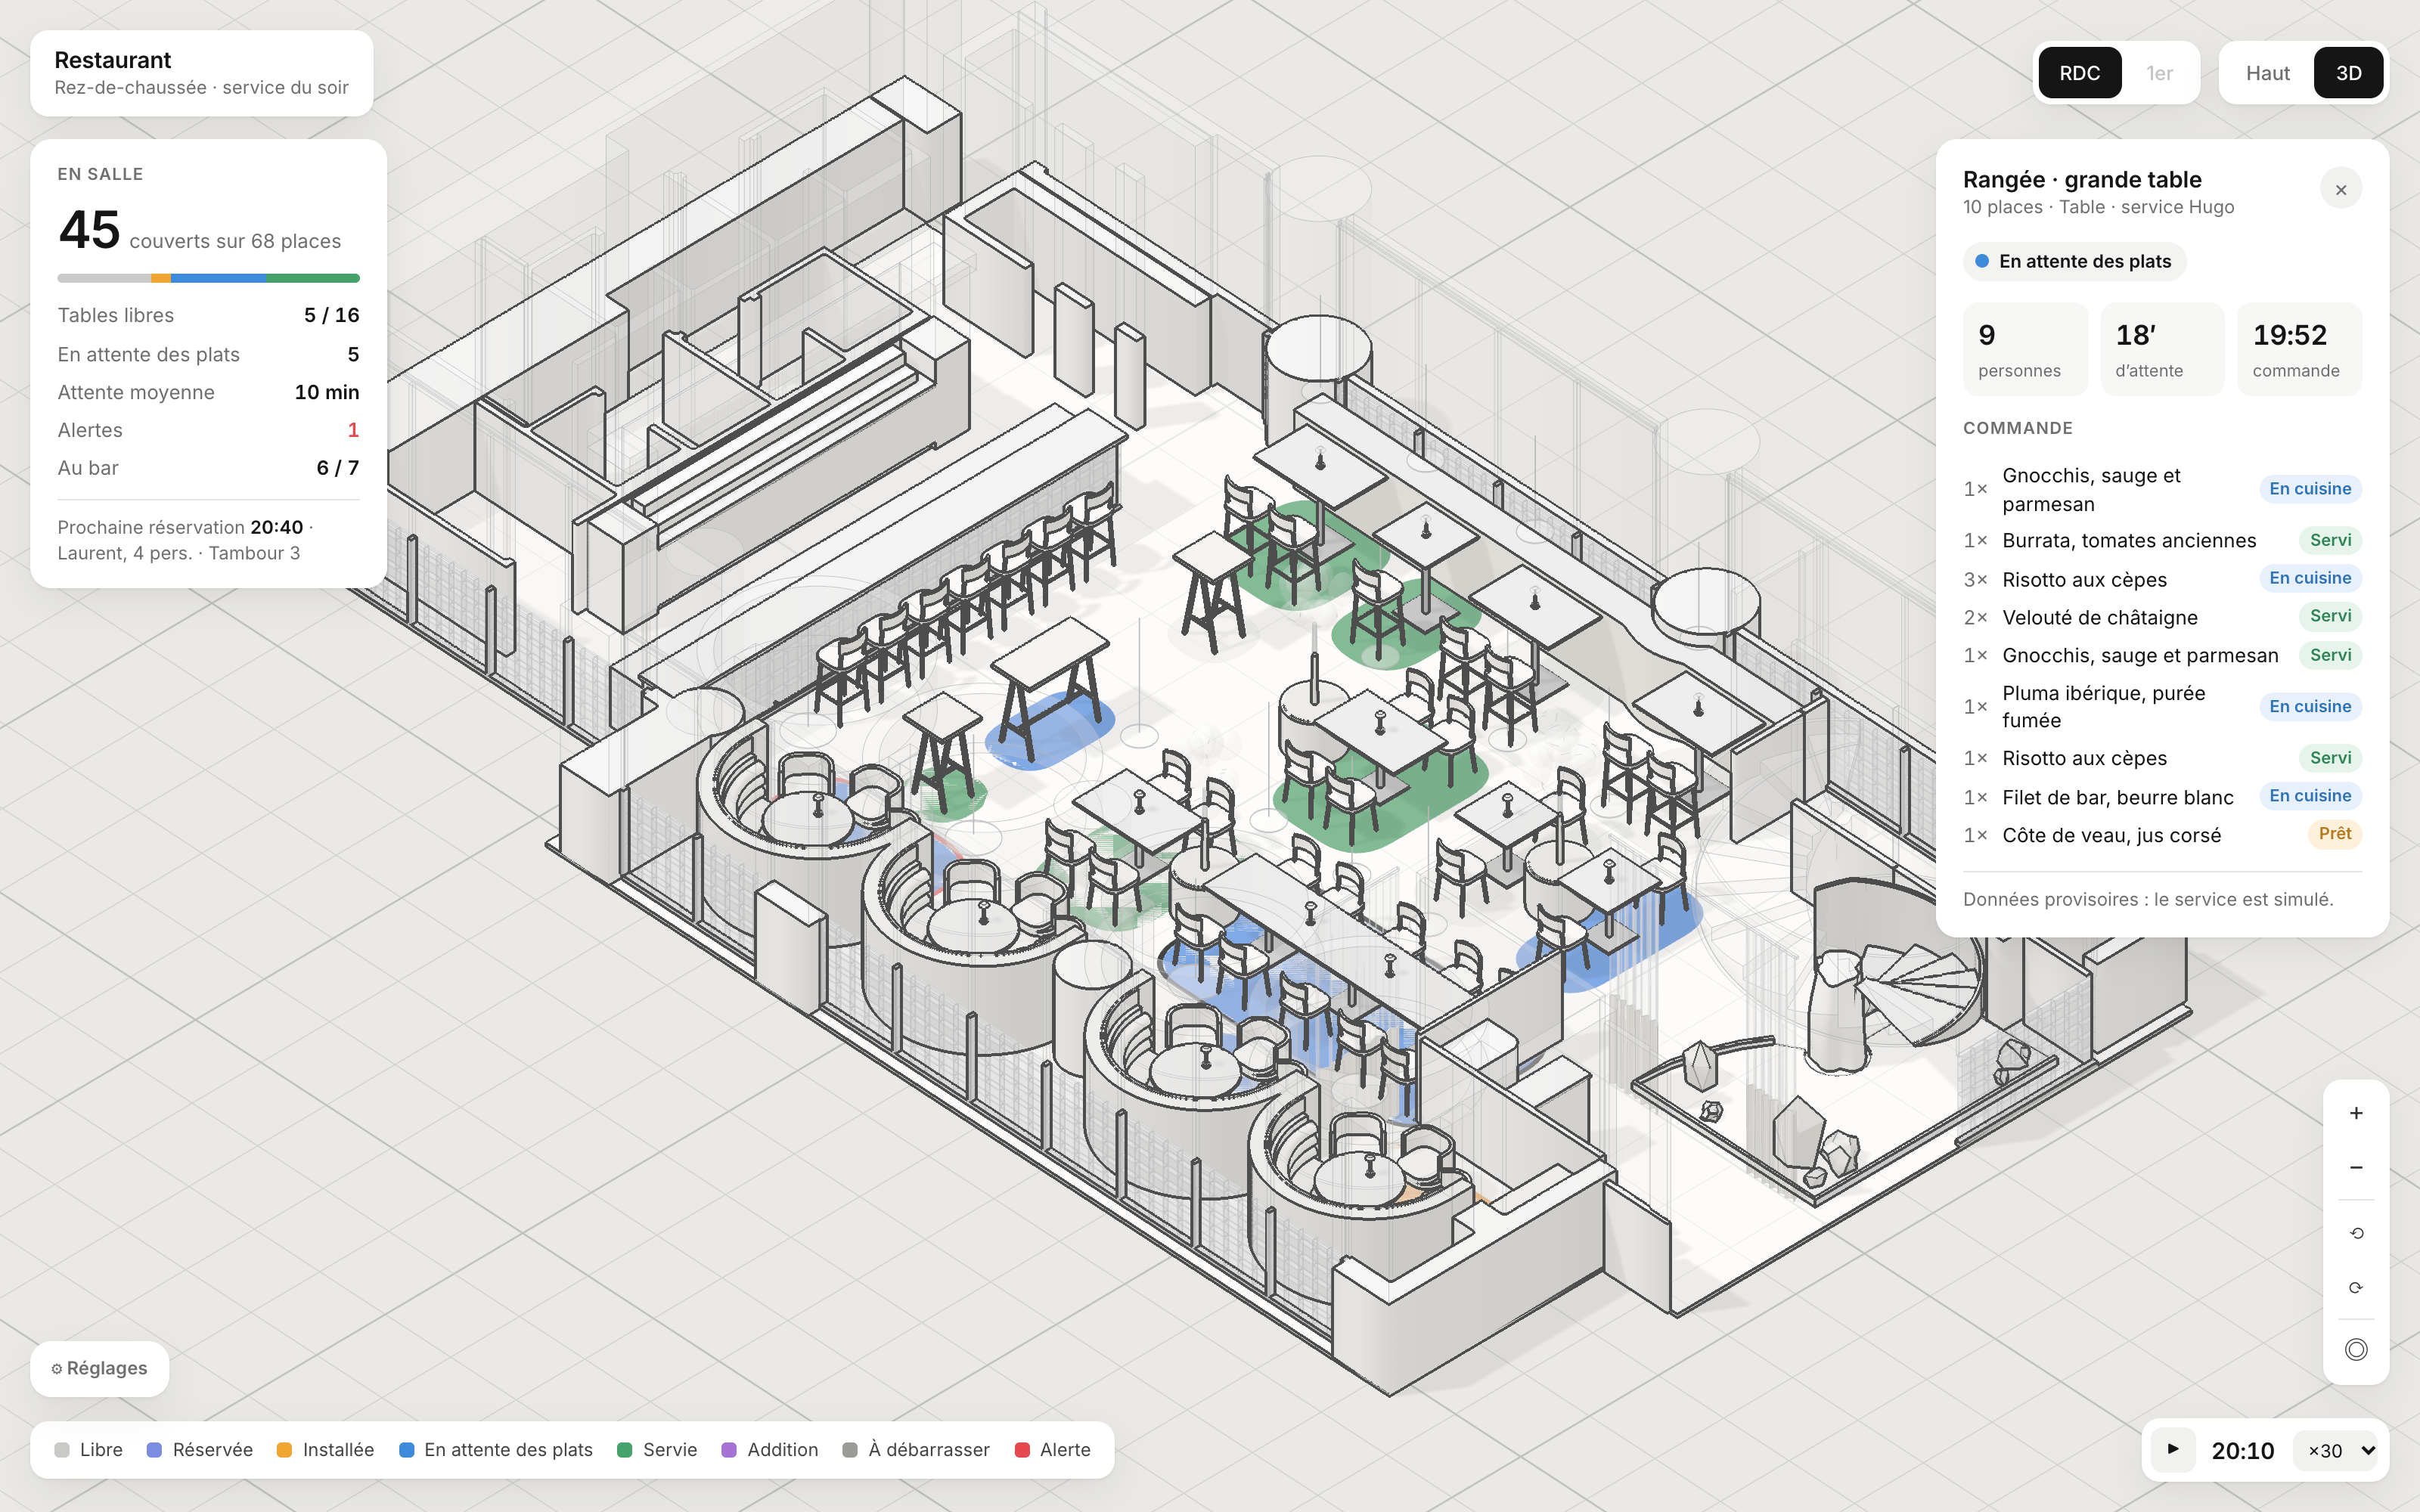 Restaurant
Rez-de-chaussée · service du soir
RDC
1er
Haut
3D
EN SALLE
45 couverts sur 68 places
Tables libres 5 / 16
En attente des plats 5
Attente moyenne 10 min
Alertes 1
Au bar 6 / 7
Prochaine réservation 20:40 ·
Laurent, 4 pers. · Tambour 3
Rangée · grande table
10 places · Table · service Hugo
×
En attente des plats
9
personnes
18′
d’attente
19:52
commande
COMMANDE
1× Gnocchis, sauge et
parmesan En cuisine
1× Burrata, tomates anciennes Servi
3× Risotto aux cèpes En cuisine
2× Velouté de châtaigne Servi
1× Gnocchis, sauge et parmesan Servi
1× Pluma ibérique, purée
fumée En cuisine
1× Risotto aux cèpes Servi
1× Filet de bar, beurre blanc En cuisine
1× Côte de veau, jus corsé Prêt
Données provisoires : le service est simulé.
+
−
Réglages
Libre
Réservée
Installée
En attente des plats
Servie
Addition
À débarrasser
Alerte
20:10
×30